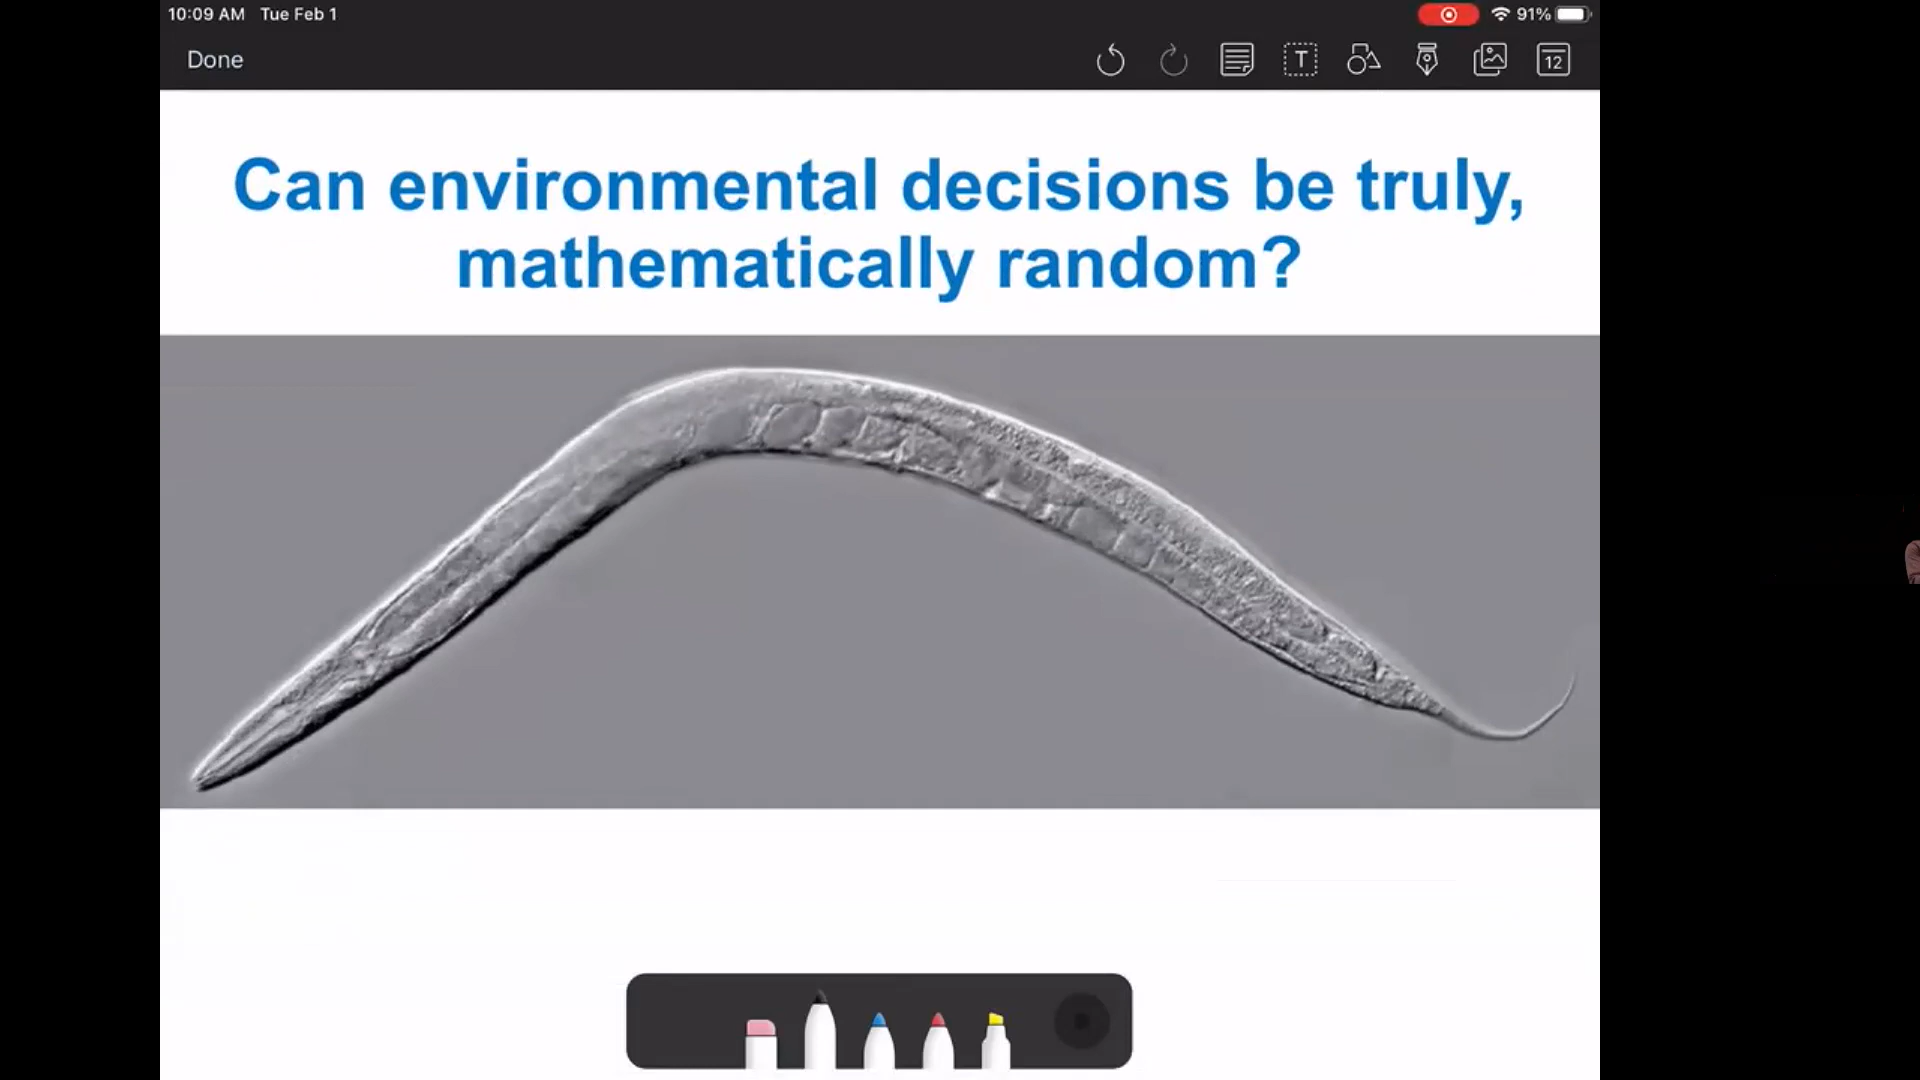 10:09 AM Tue Feb 1
91%
Done
T
12
Can environmental decisions be truly,
mathematically random?